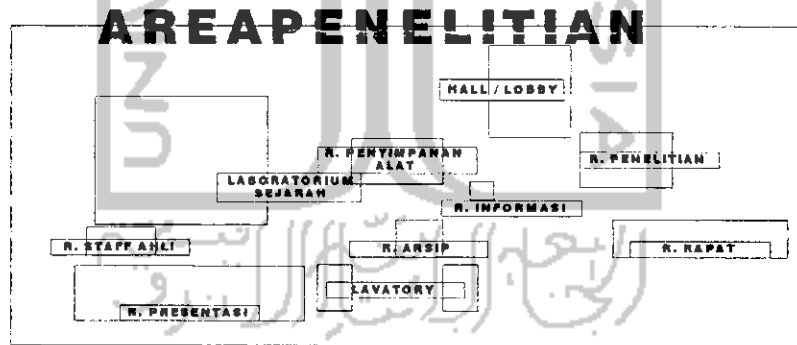 AREAPENELITIAN
HALL / LOBBY
R. PENYIMPANAN
ALAT
R. PENELITIAN
LABORATORIUM
SEJARAH
R. INFORMASI
R. STAFF AHLI
R. ARSIP
R. RAPAT
LAVATORY
R. PRESENTASI